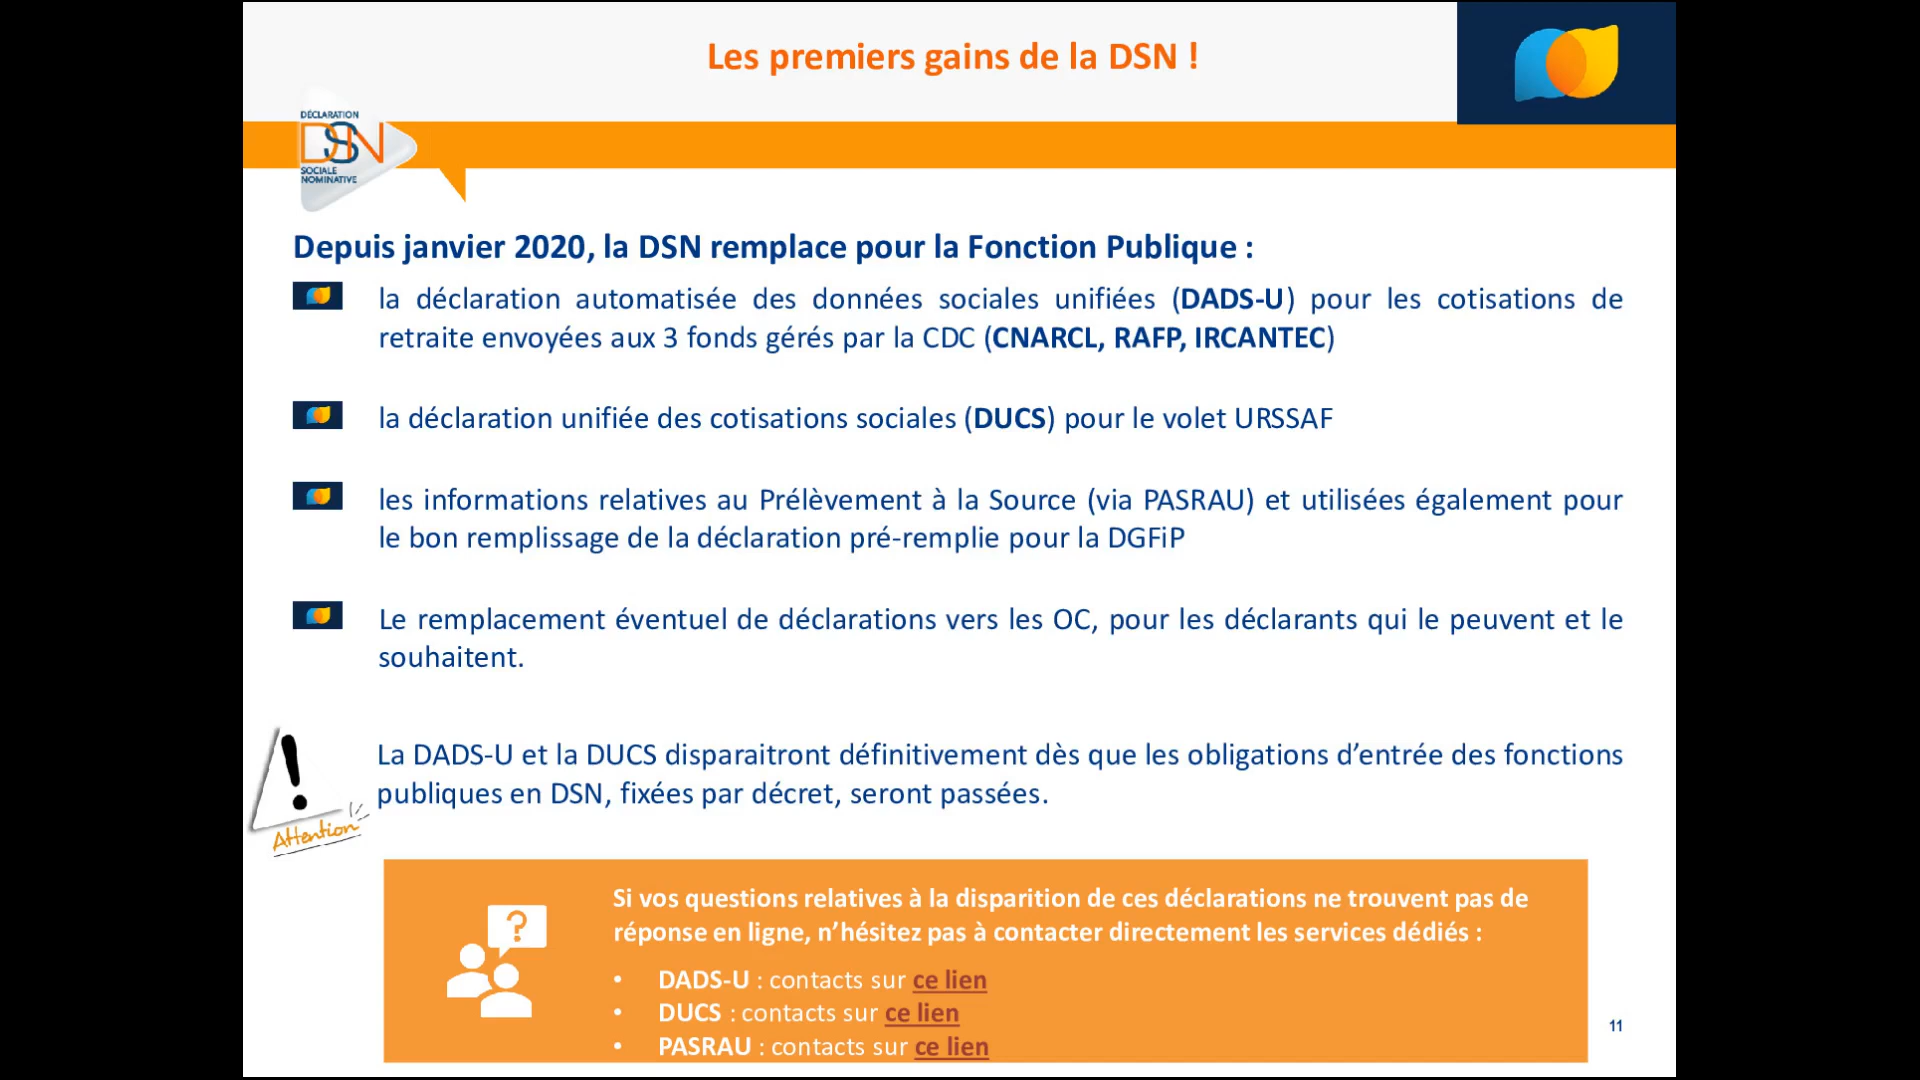 Les premiers gains de la DSN !
DÉCLARATION
DSN
SOCIALE
NOMINATIVE
Depuis janvier 2020, la DSN remplace pour la Fonction Publique :
la déclaration automatisée des données sociales unifiées (DADS-U) pour les cotisations de
retraite envoyées aux 3 fonds gérés par la CDC (CNARCL, RAFP, IRCANTEC)
la déclaration unifiée des cotisations sociales (DUCS) pour le volet URSSAF
les informations relatives au Prélèvement à la Source (via PASRAU) et utilisées également pour
le bon remplissage de la déclaration pré-remplie pour la DGFiP
Le remplacement éventuel de déclarations vers les OC, pour les déclarants qui le peuvent et le
souhaitent.
La DADS-U et la DUCS disparaitront définitivement dès que les obligations d’entrée des fonctions
publiques en DSN, fixées par décret, seront passées.
Attention
Si vos questions relatives à la disparition de ces déclarations ne trouvent pas de
réponse en ligne, n’hésitez pas à contacter directement les services dédiés :
• DADS-U : contacts sur ce lien
• DUCS : contacts sur ce lien
• PASRAU : contacts sur ce lien
11